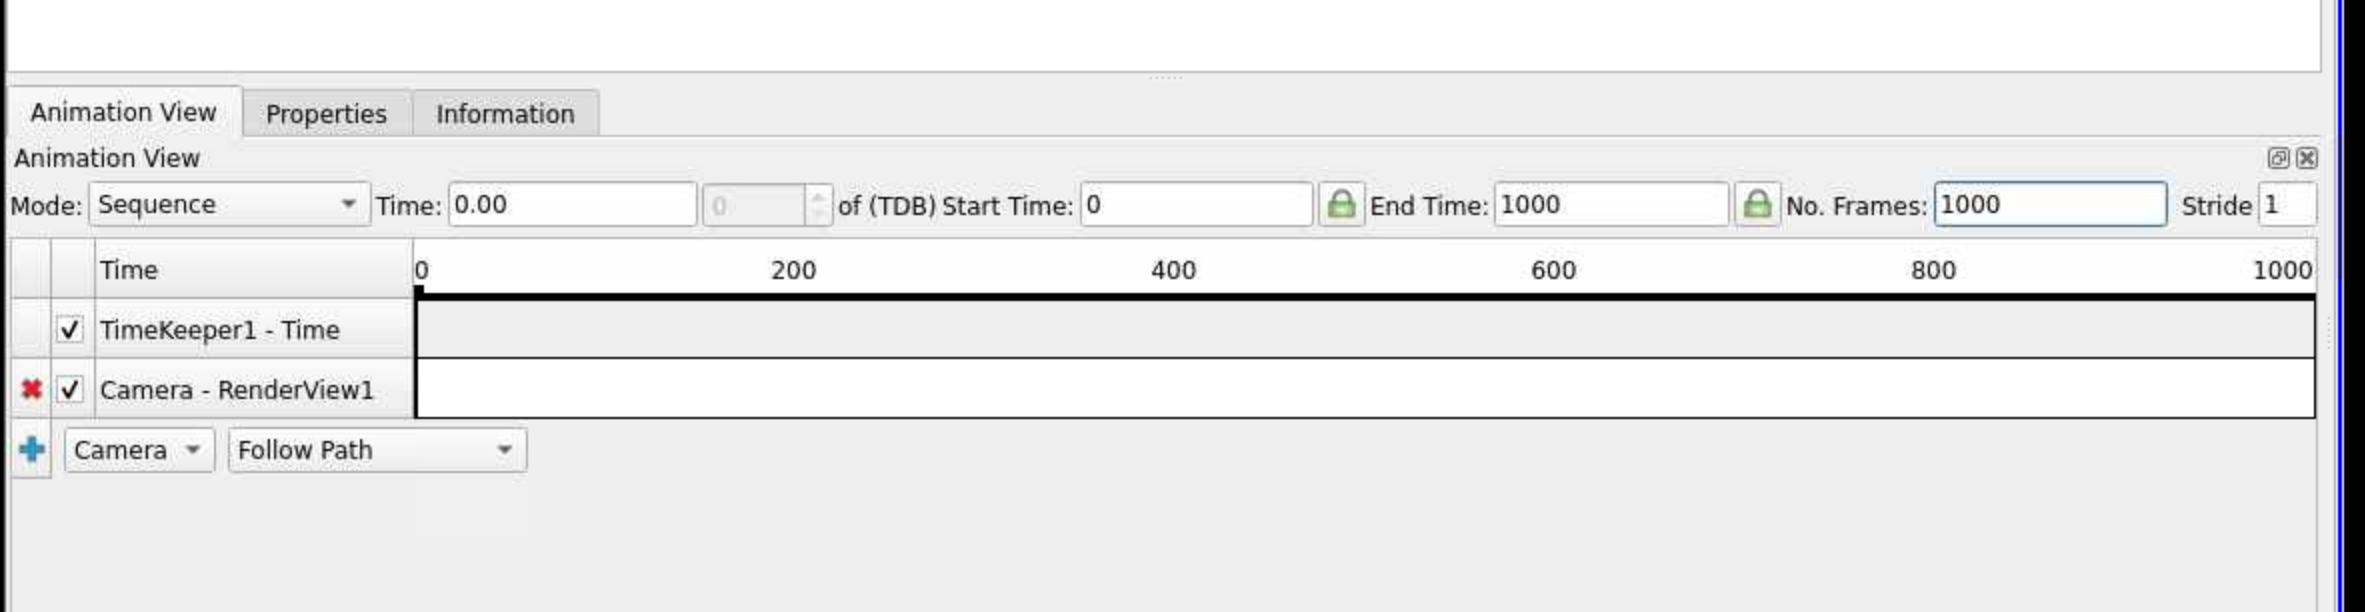 Animation View Properties Information
Animation View
Mode: Sequence Time: 0.00 0 of (TDB) Start Time: 0 End Time: 1000 No. Frames: 1000 Stride 1
Time 0 200 400 600 800 1000
TimeKeeper1 - Time
Camera - RenderView1
Camera Follow Path